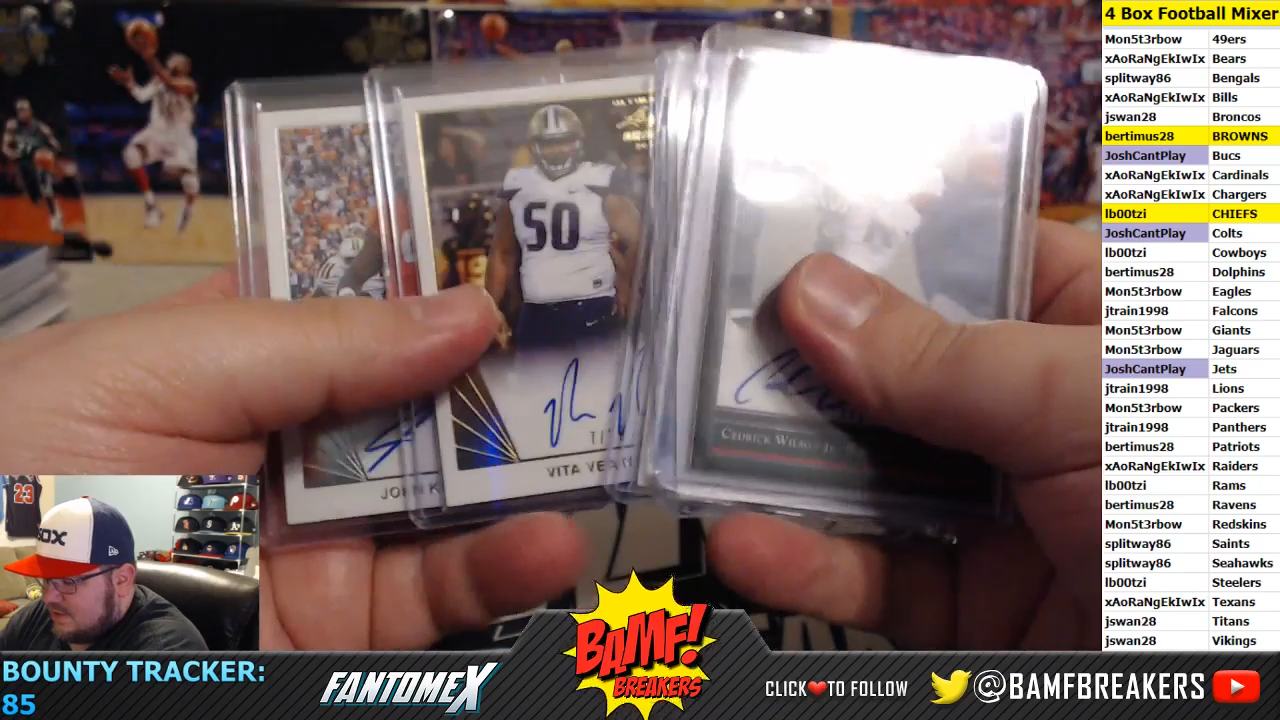 4 Box Football Mixer
Mon5t3rbow 49ers
xAoRaNgEkIwIx Bears
splitway86 Bengals
xAoRaNgEkIwIx Bills
jswan28 Broncos
bertimus28 BROWNS
JoshCantPlay Bucs
xAoRaNgEkIwIx Cardinals
xAoRaNgEkIwIx Chargers
lb00tzi CHIEFS
JoshCantPlay Colts
lb00tzi Cowboys
bertimus28 Dolphins
Mon5t3rbow Eagles
jtrain1998 Falcons
Mon5t3rbow Giants
Mon5t3rbow Jaguars
JoshCantPlay Jets
jtrain1998 Lions
Mon5t3rbow Packers
jtrain1998 Panthers
bertimus28 Patriots
xAoRaNgEkIwIx Raiders
lb00tzi Rams
bertimus28 Ravens
Mon5t3rbow Redskins
splitway86 Saints
splitway86 Seahawks
lb00tzi Steelers
xAoRaNgEkIwIx Texans
jswan28 Titans
jswan28 Vikings
50
VITA VEA
JOHN K
CEDRICK WILSON
23
SOX
BOUNTY TRACKER:
85
FANTOMEX
BAMF!
BREAKERS
CLICK TO FOLLOW
@BAMFBREAKERS